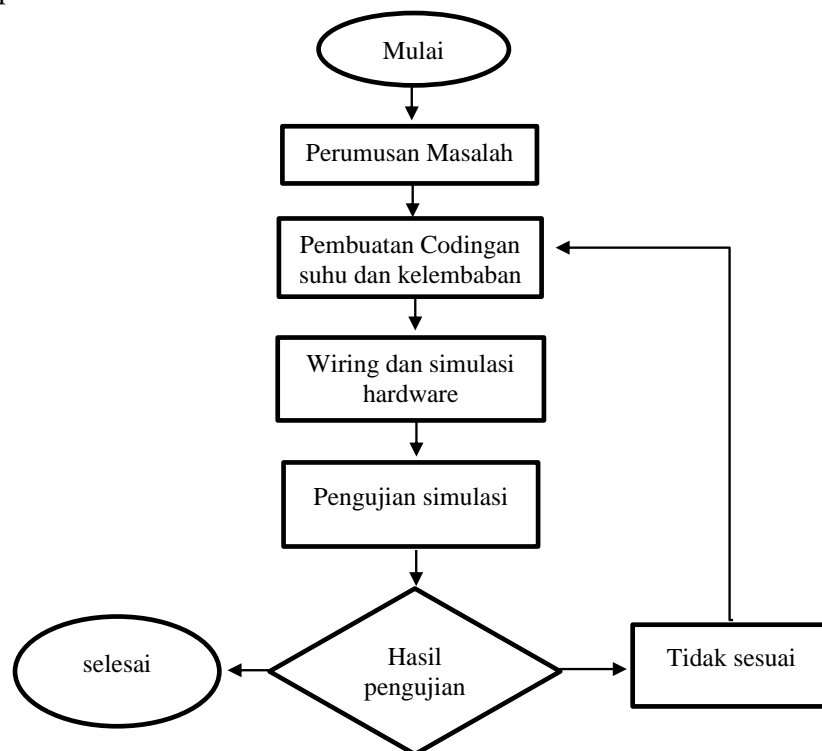 Mulai
Perumusan Masalah
Pembuatan Codingan
suhu dan kelembaban
Wiring dan simulasi
hardware
Pengujian simulasi
selesai
Hasil
pengujian
Tidak sesuai